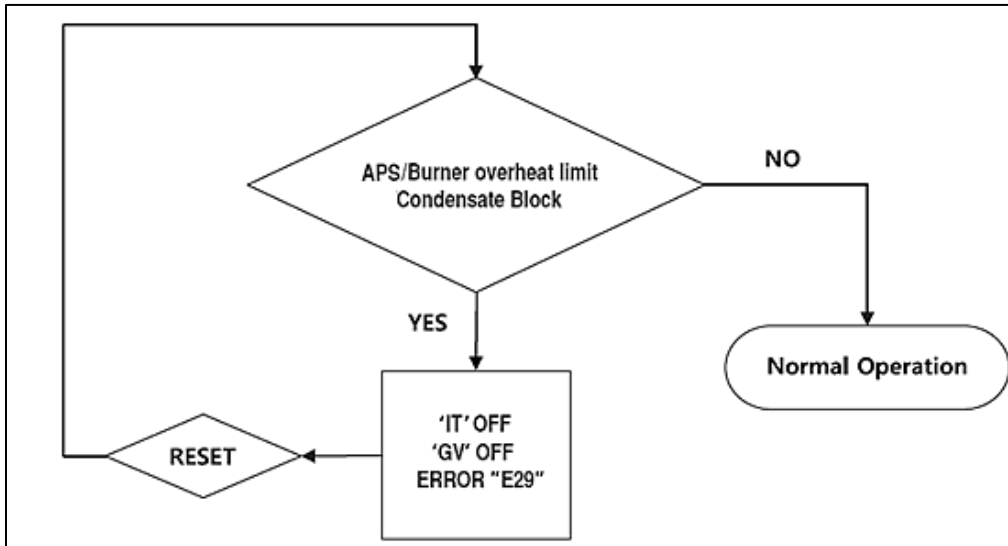 APS/Burner overheat limit
Condensate Block
NO
YES
Normal Operation
‘IT’ OFF
‘GV’ OFF
ERROR “E29”
RESET